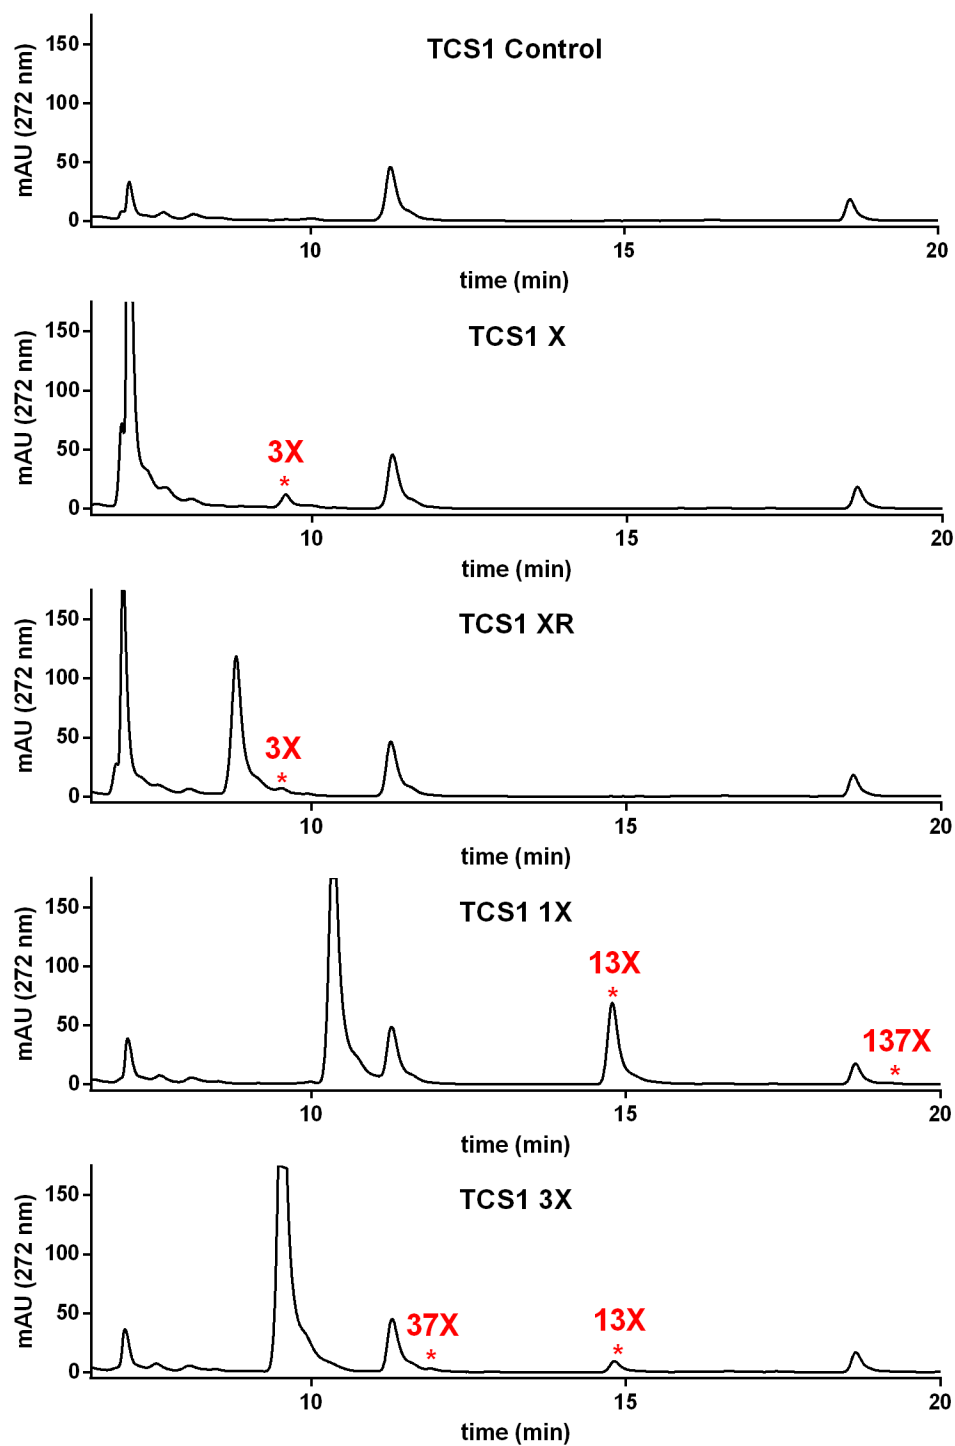 TCS1 Control
mAU (272 nm)
150
100
50
0
10
15
20
time (min)
TCS1 X
mAU (272 nm)
150
100
50
0
3X
*
10
15
20
time (min)
TCS1 XR
mAU (272 nm)
150
100
50
0
3X
*
10
15
20
time (min)
TCS1 1X
mAU (272 nm)
150
100
50
0
13X
*
137X
*
10
15
20
time (min)
TCS1 3X
mAU (272 nm)
150
100
50
0
37X
*
13X
*
10
15
20
time (min)